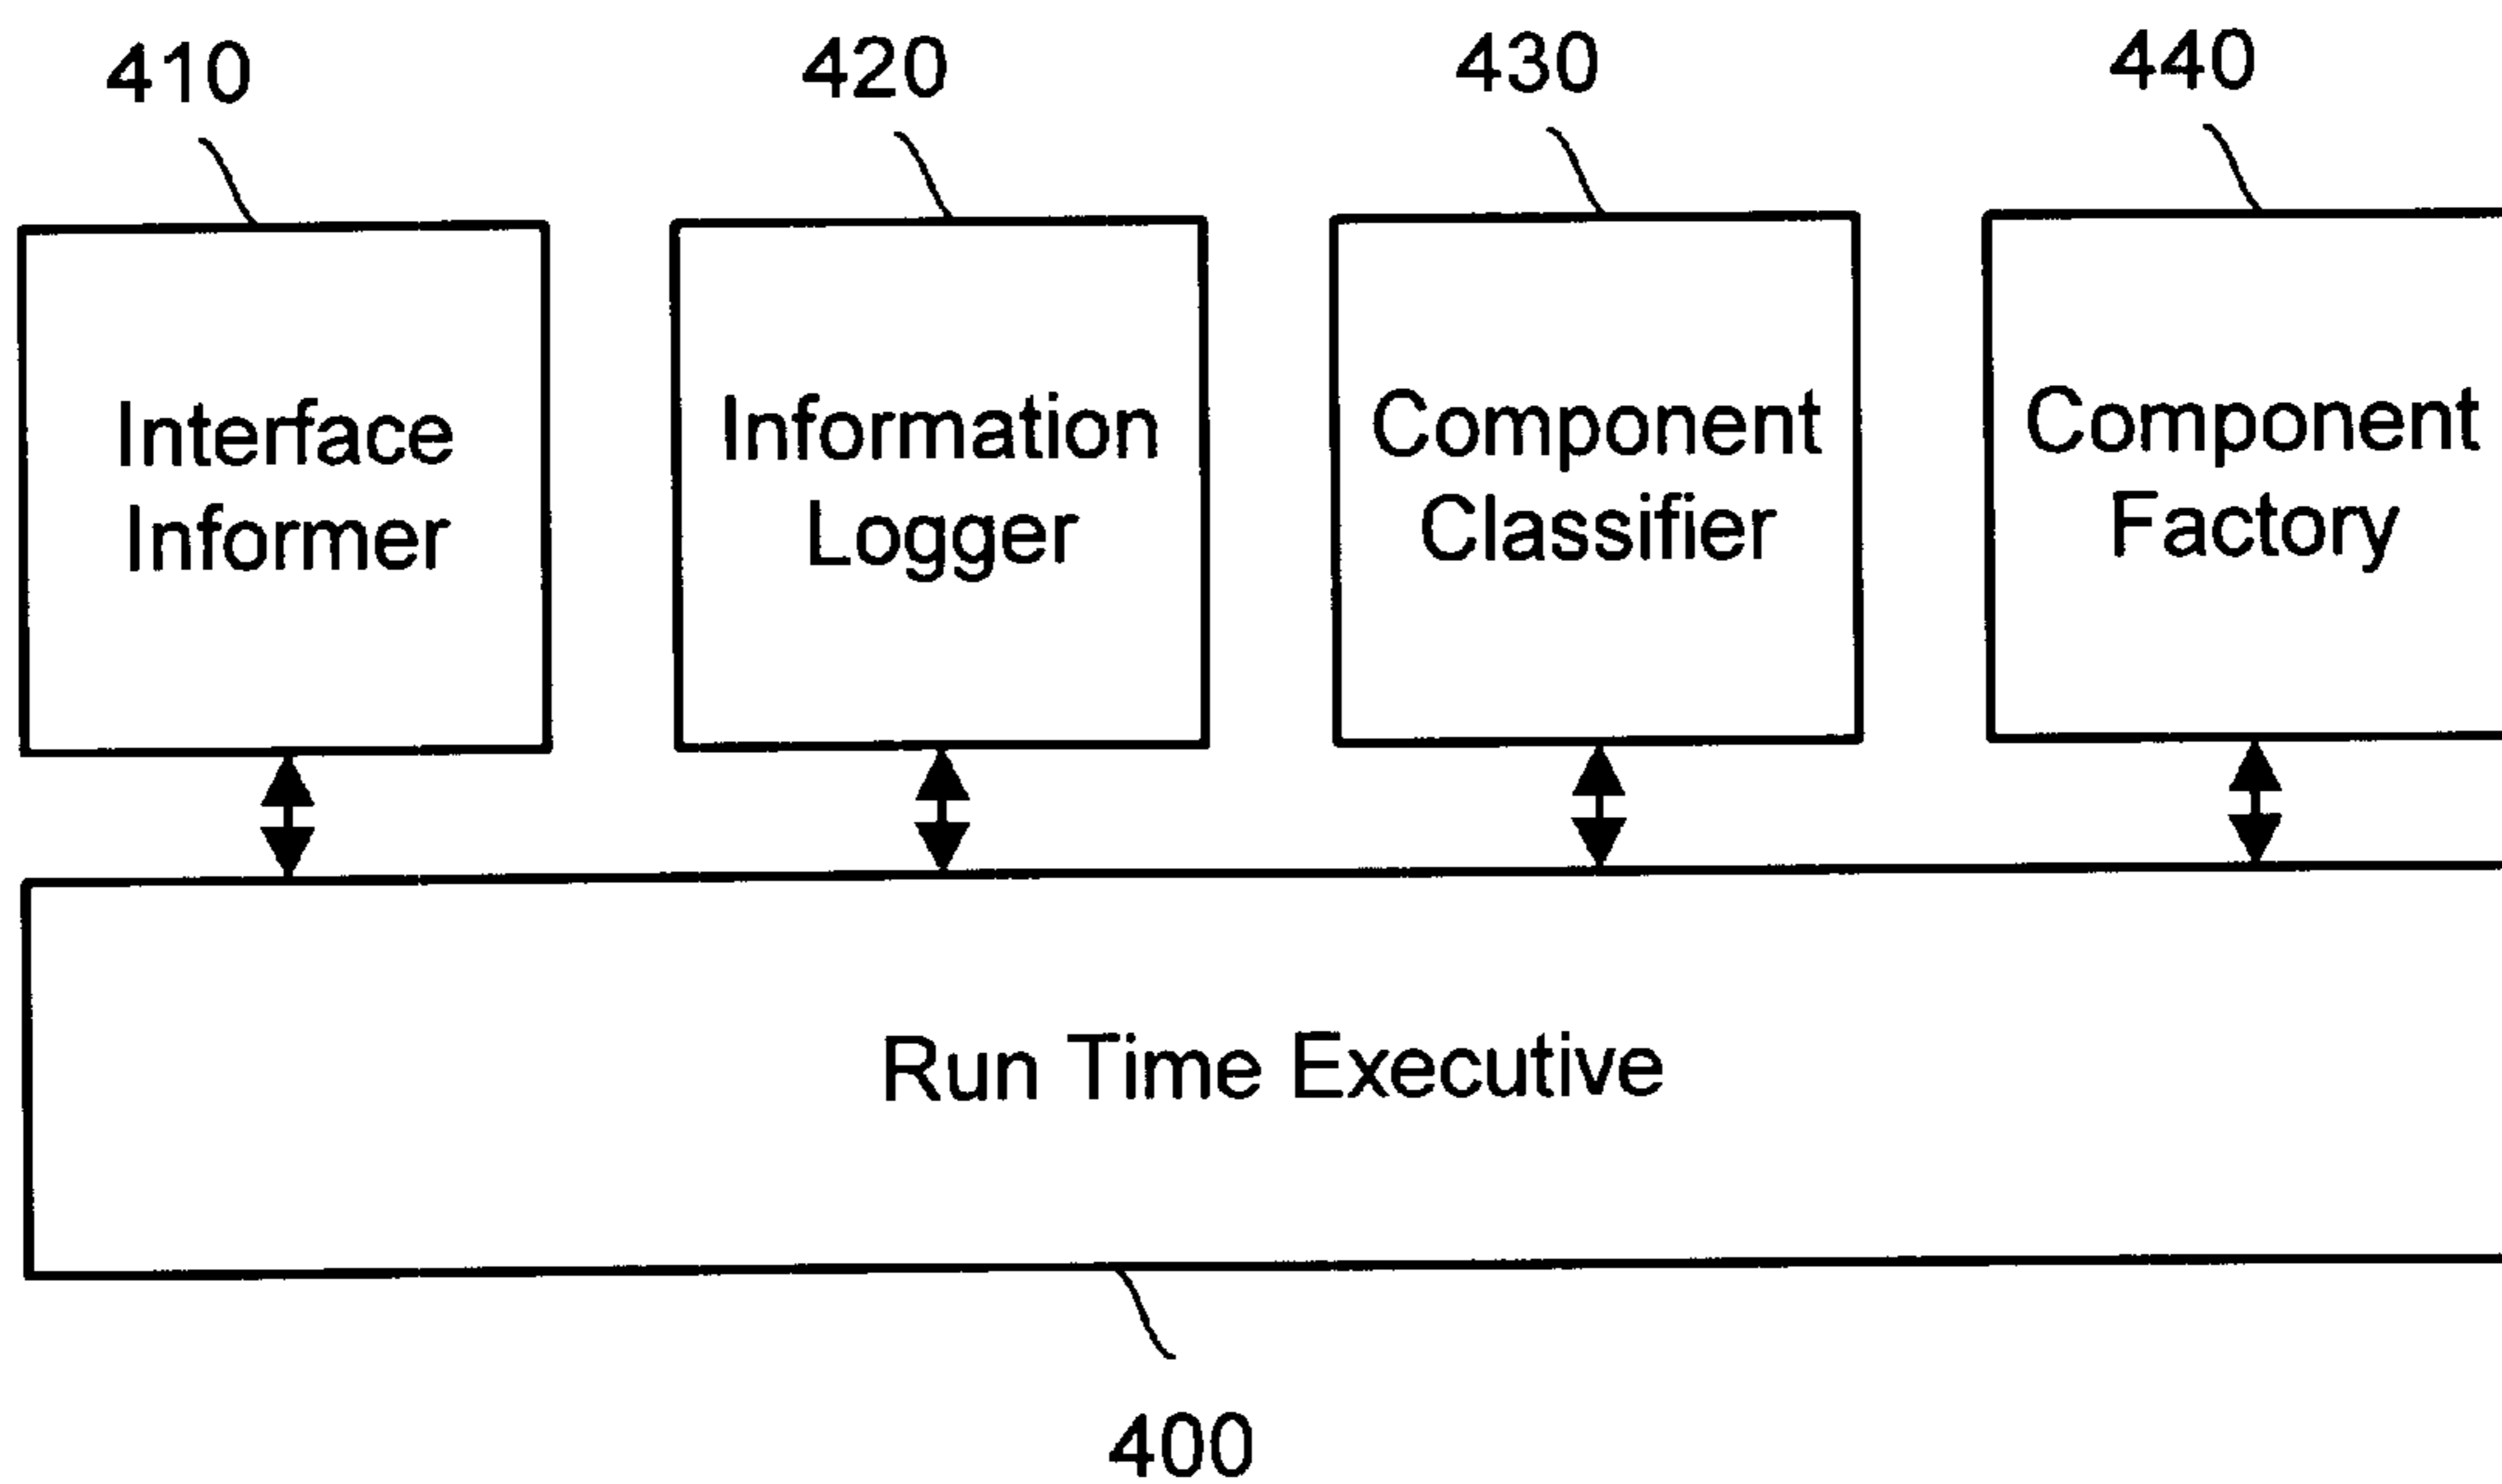 410
420
430
440
Interface
Informer
Information
Logger
Component
Classifier
Component
Factory
Run Time Executive
400